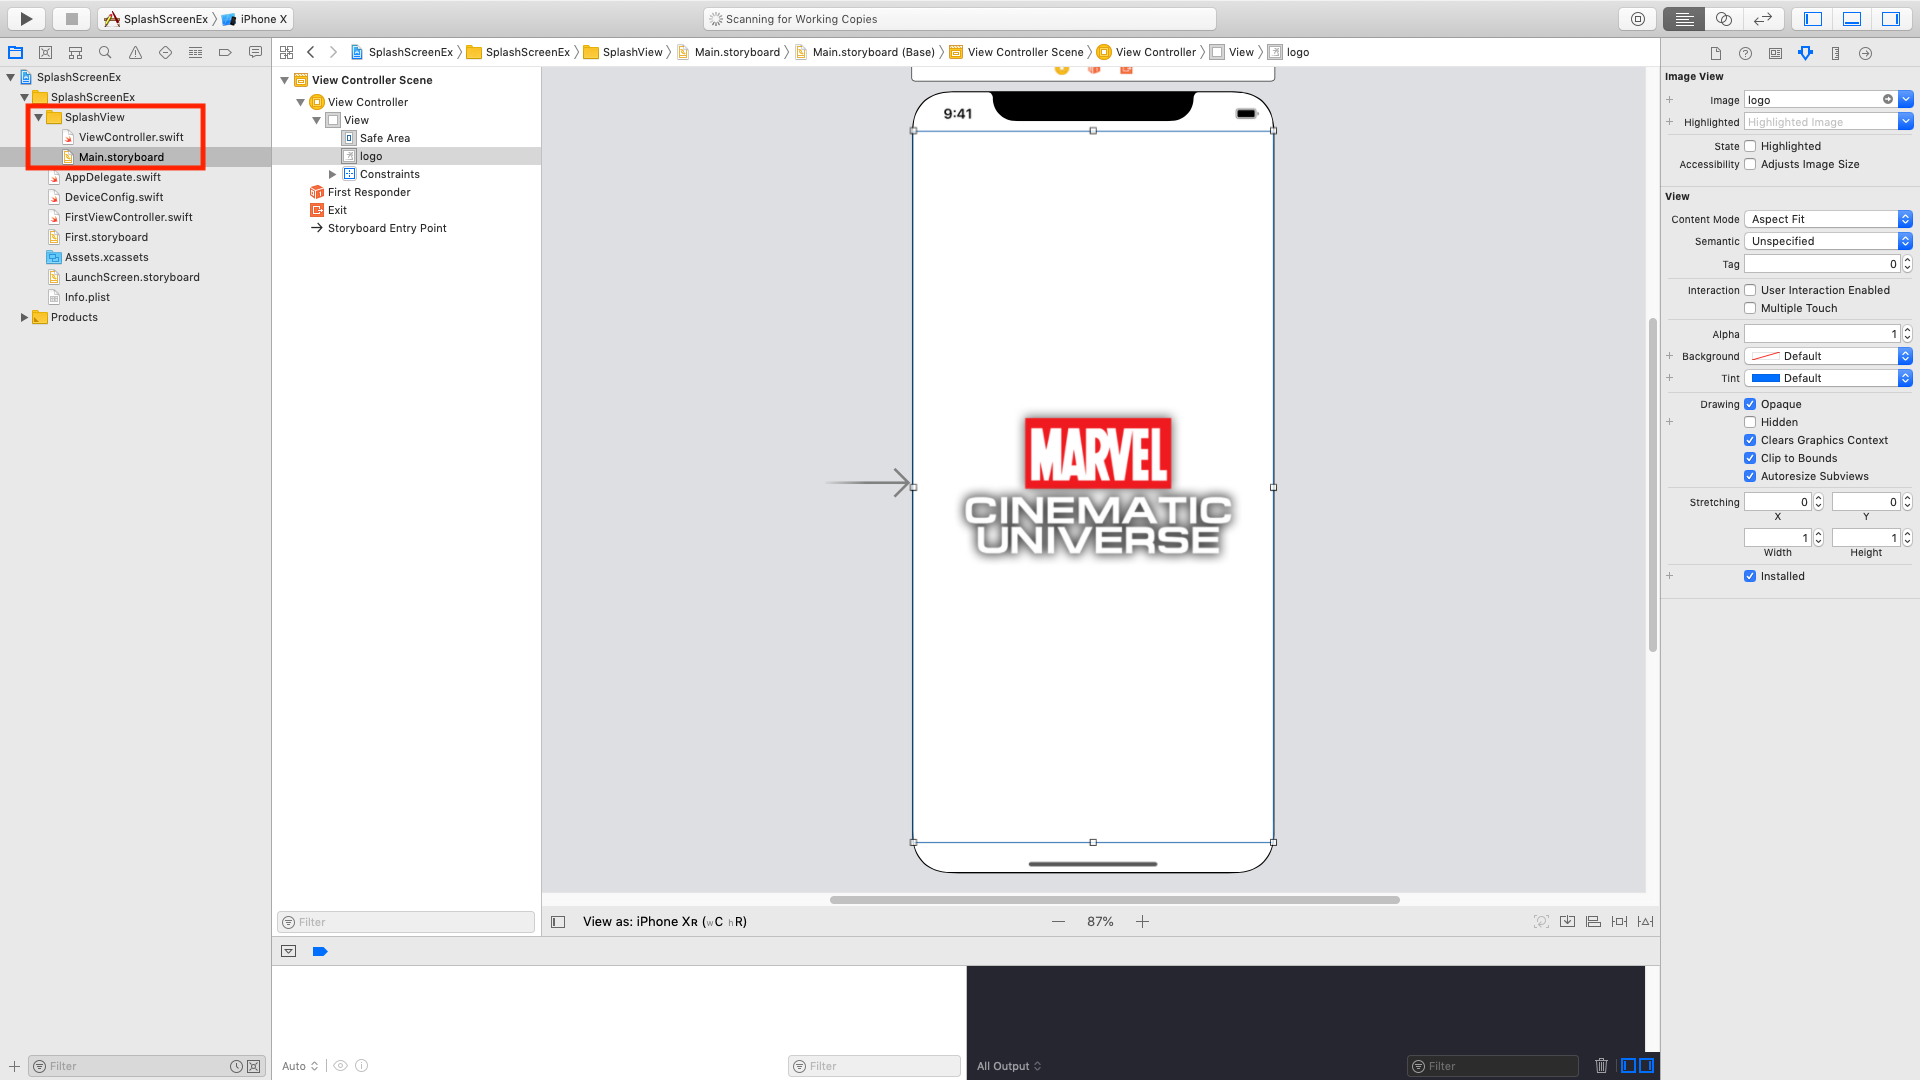 SplashScreenEx iPhone X
Scanning for Working Copies
SplashScreenEx SplashScreenEx SplashView Main.storyboard Main.storyboard (Base) View Controller Scene View Controller View logo
SplashScreenEx
SplashScreenEx
SplashView
ViewController.swift
Main.storyboard
AppDelegate.swift
DeviceConfig.swift
FirstViewController.swift
First.storyboard
Assets.xcassets
LaunchScreen.storyboard
Info.plist
Products
Filter
View Controller Scene
View Controller
View
Safe Area
logo
Constraints
First Responder
Exit
Storyboard Entry Point
Filter
9:41
MARVEL
CINEMATIC
UNIVERSE
View as: iPhone XR (wC hR)
87%
Auto
Filter
All Output
Filter
Image View
Image logo
Highlighted Highlighted Image
State Highlighted
Accessibility Adjusts Image Size
View
Content Mode Aspect Fit
Semantic Unspecified
Tag 0
Interaction User Interaction Enabled
Multiple Touch
Alpha 1
Background Default
Tint Default
Drawing Opaque
Hidden
Clears Graphics Context
Clip to Bounds
Autoresize Subviews
Stretching 0 0
X Y
1 1
Width Height
Installed